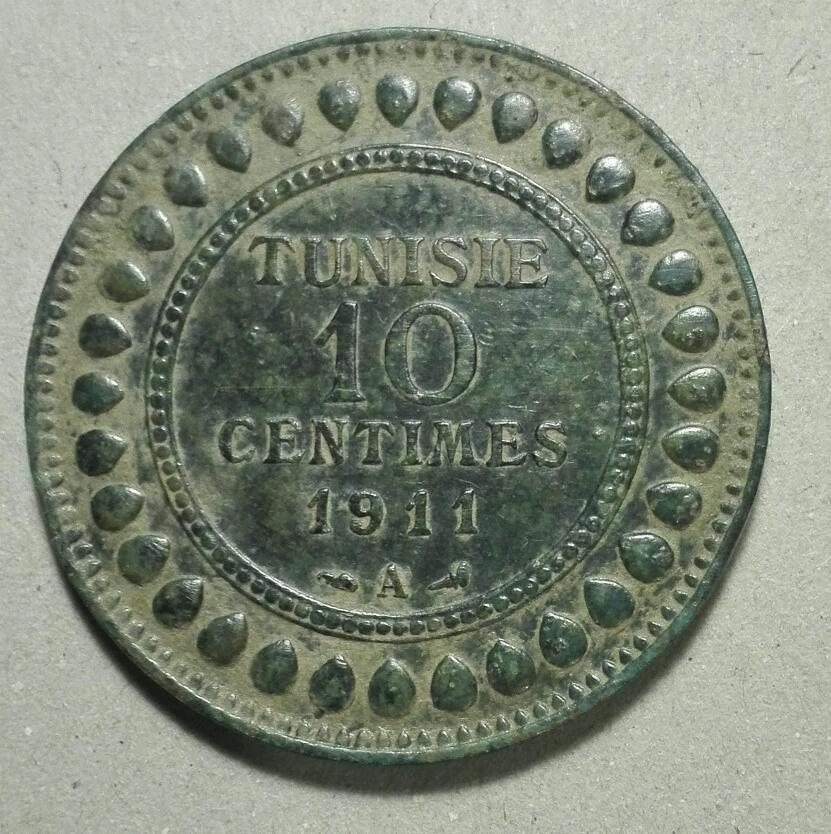 TUNISIE
10
CENTIMES
1911
A